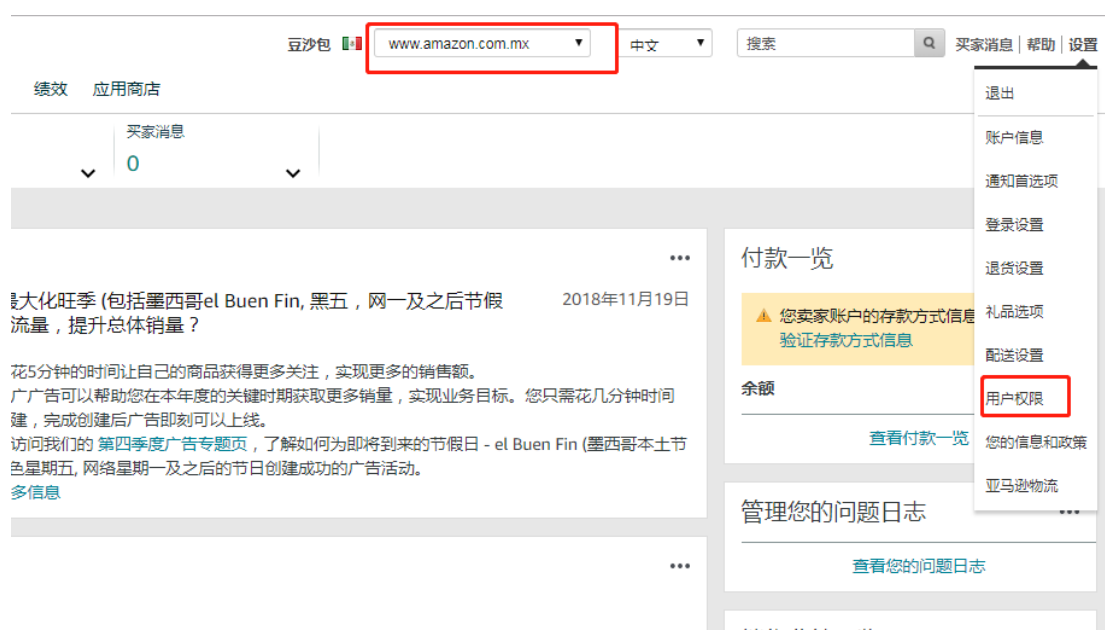 豆沙包
www.amazon.com.mx
中文
搜索
买家消息 | 帮助 | 设置
绩效 应用商店
买家消息
0
退出
账户信息
通知首选项
登录设置
退货设置
礼品选项
配送设置
用户权限
您的信息和政策
亚马逊物流
大化旺季 (包括墨西哥el Buen Fin, 黑五，网一及之后节假
流量，提升总体销量？
2018年11月19日
花5分钟的时间让自己的商品获得更多关注，实现更多的销售额。
广广告可以帮助您在本年度的关键时期获取更多销量，实现业务目标。您只需花几分钟时间
建，完成创建后广告即刻可以上线。
访问我们的 第四季度广告专题页，了解如何为即将到来的节假日 - el Buen Fin (墨西哥本土节
色星期五, 网络星期一及之后的节日创建成功的广告活动。
多信息
付款一览
您卖家账户的存款方式信息
验证存款方式信息
余额
查看付款一览
管理您的问题日志
查看您的问题日志